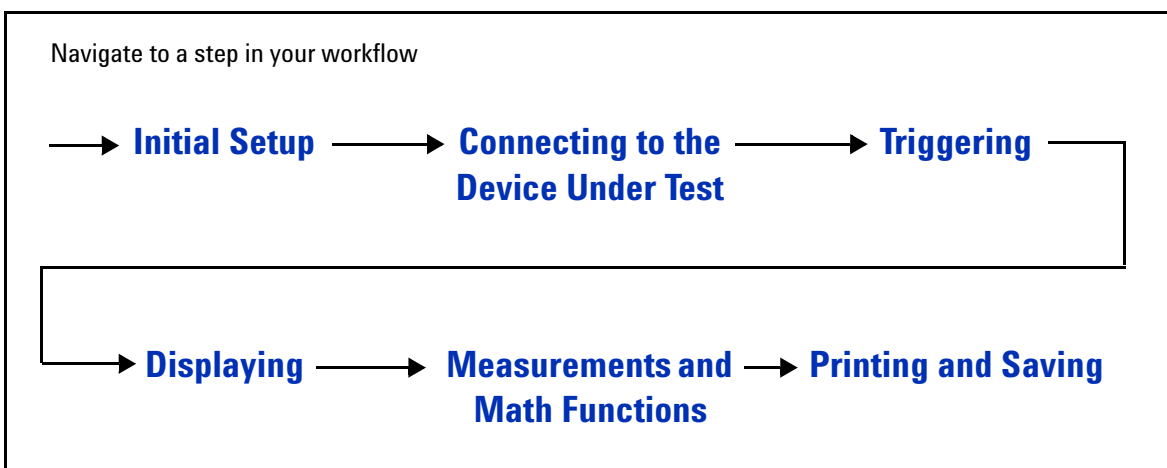 Navigate to a step in your workflow
Initial Setup
Connecting to the
Device Under Test
Triggering
Displaying
Measurements and
Math Functions
Printing and Saving